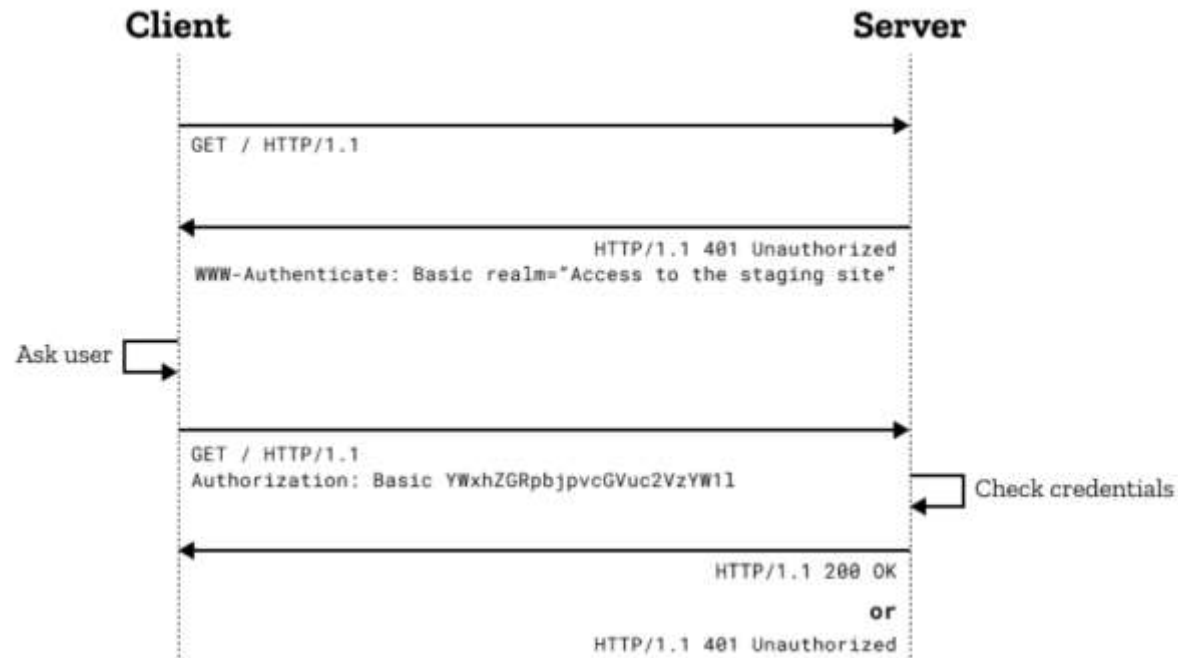 Client
Server
GET / HTTP/1.1
HTTP/1.1 401 Unauthorized
WWW-Authenticate: Basic realm="Access to the staging site"
Ask user
GET / HTTP/1.1
Authorization: Basic YWxhZGRpbjpvcGVuc2VzYW1l
Check credentials
HTTP/1.1 200 OK
or
HTTP/1.1 401 Unauthorized